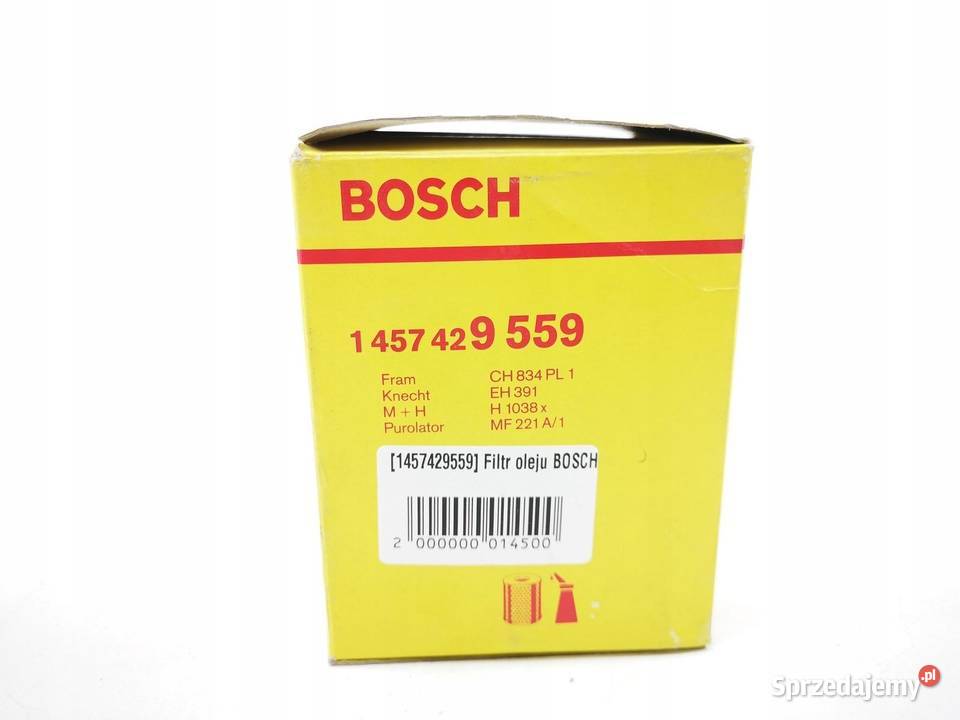 BOSCH
1 457 429 559
Fram CH 834 PL 1
Knecht EH 391
M + H H 1038 x
Purolator MF 221 A/1
[1457429559] Filtr oleju BOSCH
2 000000 014500
Sprzedajemy.pl